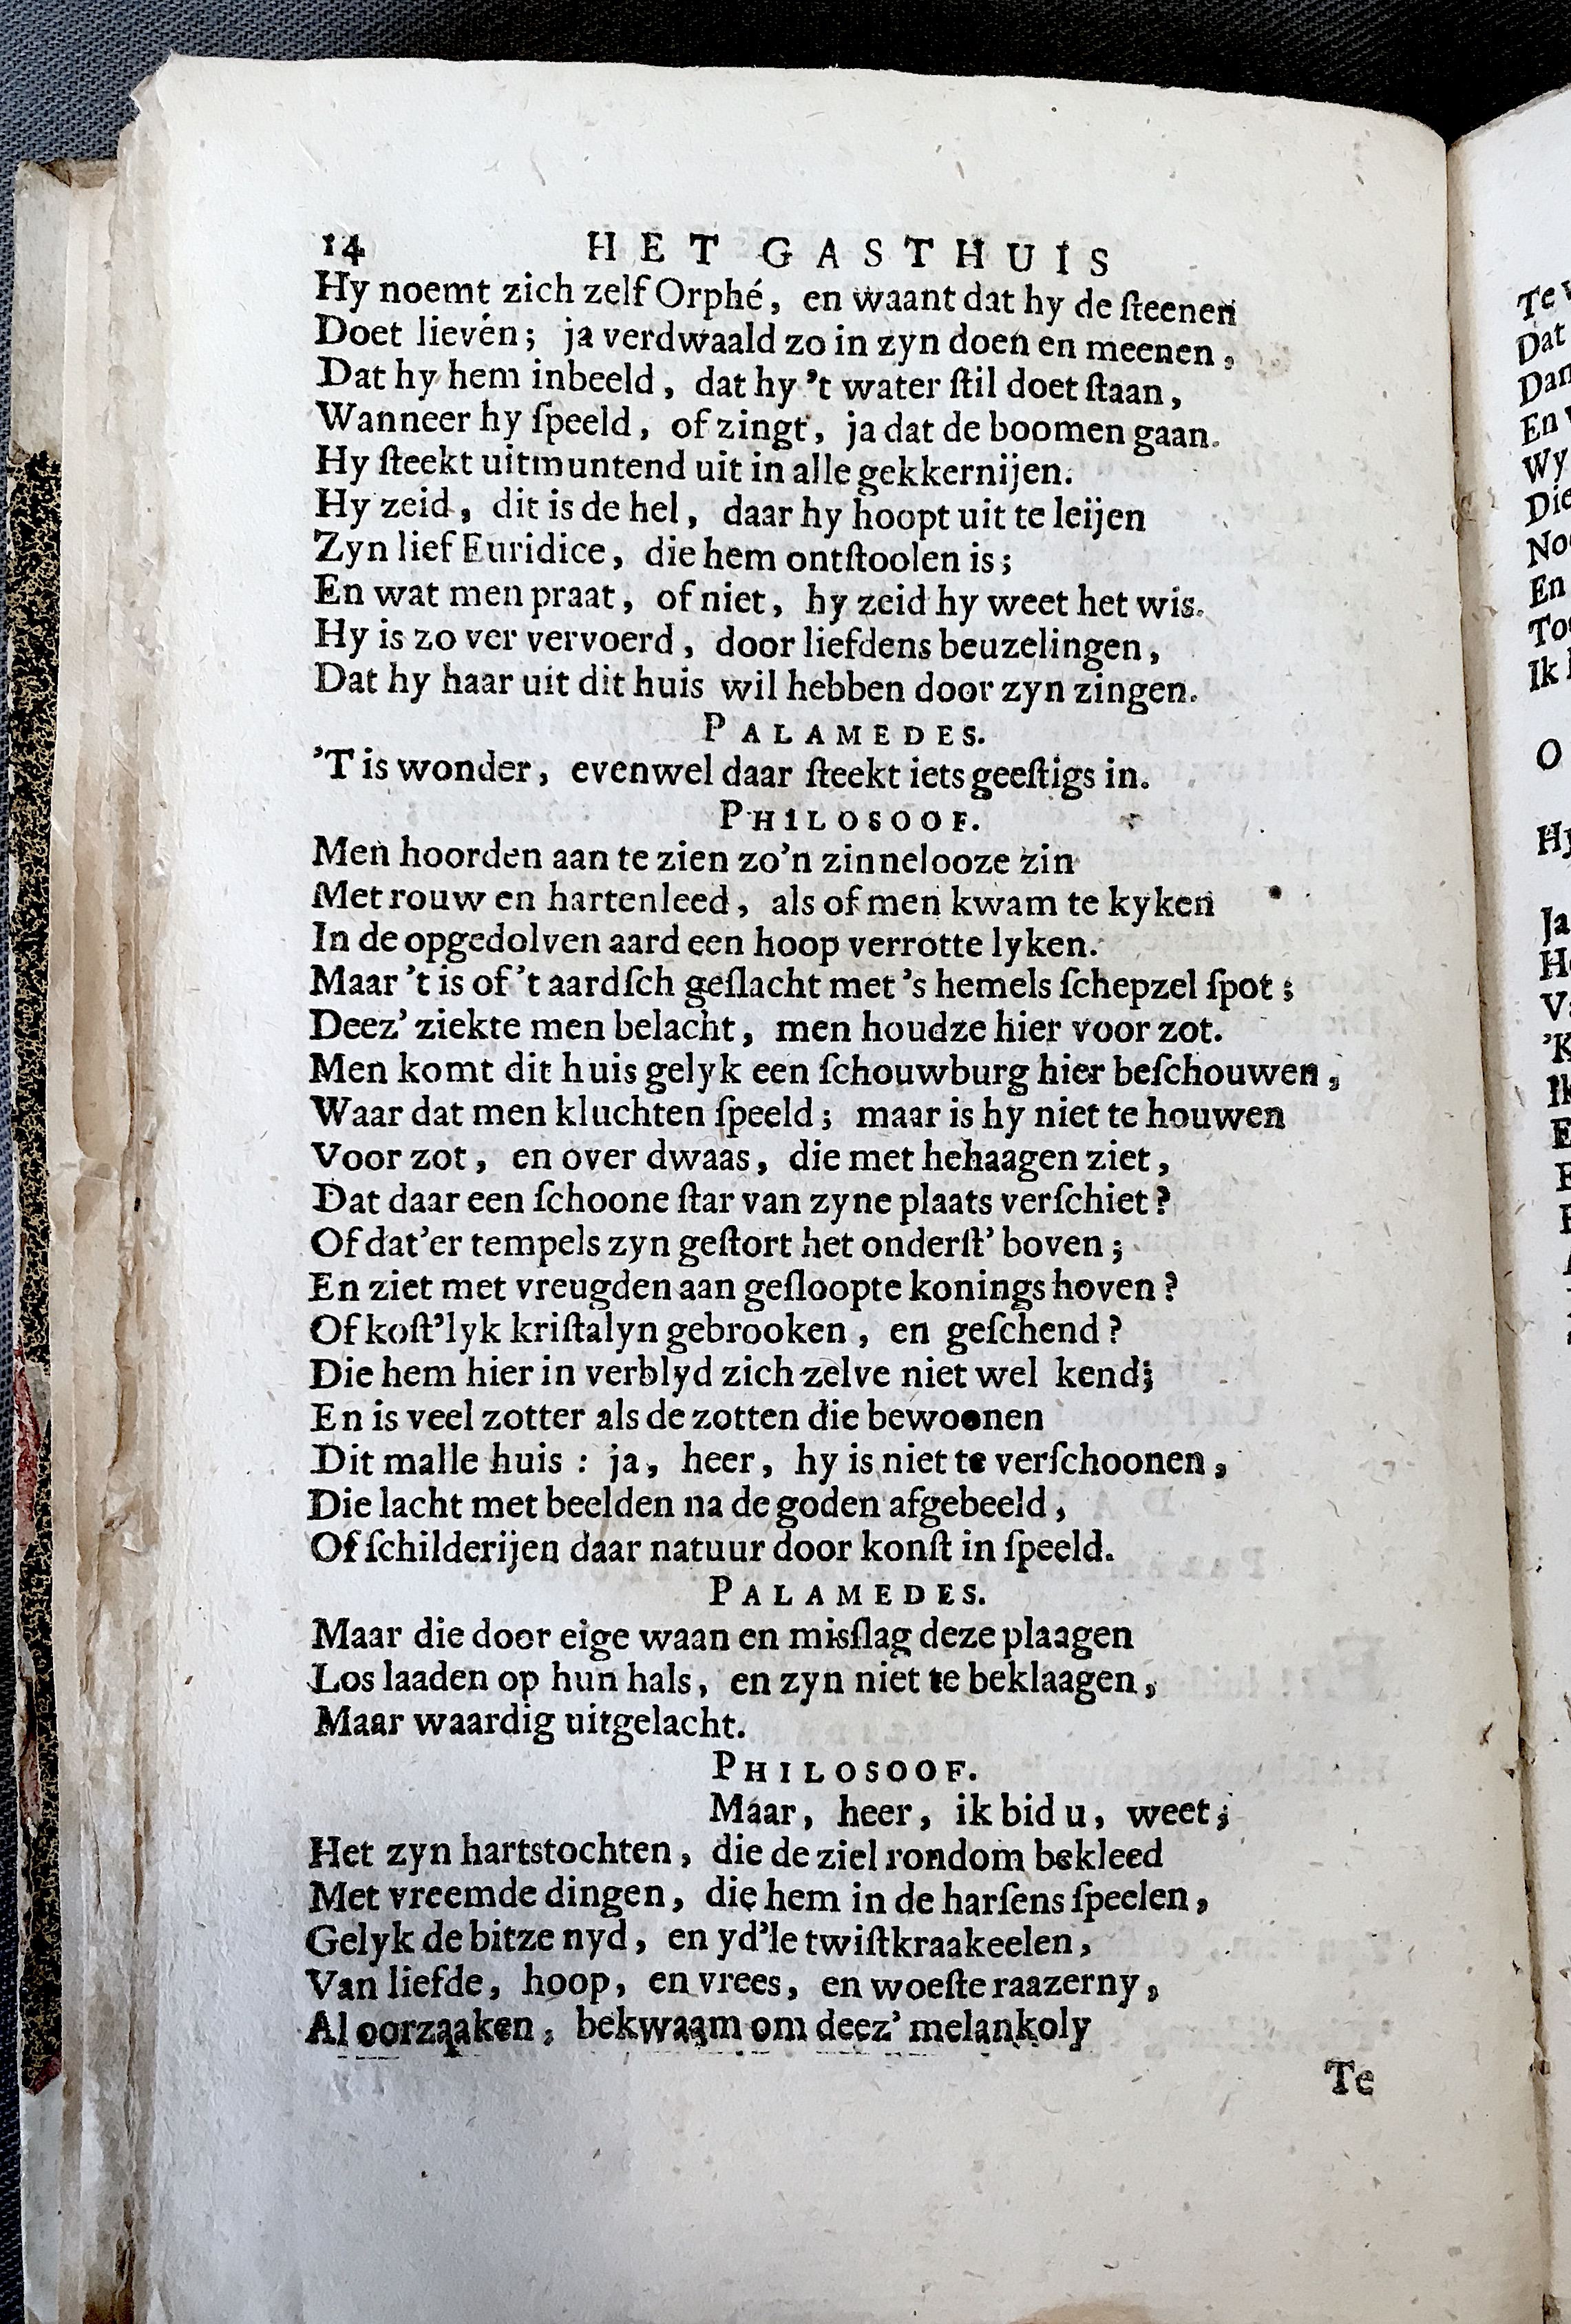 14 HET GASTHUIS
Hy noemt zich zelf Orphé, en waant dat hy de ſteenen
Doet lievén; ja verdwaald zo in zyn doen en meenen,
Dat hy hem inbeeld, dat hy 't water ſtil doet ſtaan,
Wanneer hy ſpeeld, of zingt, ja dat de boomen gaan.
Hy ſteekt uitmuntend uit in alle gekkernijen.
Hy zeid, dit is de hel, daar hy hoopt uit te leijen
Zyn lief Euridice, die hem ontſtoolen is;
En wat men praat, of niet, hy zeid hy weet het wis.
Hy is zo ver vervoerd, door liefdens beuzelingen,
Dat hy haar uit dit huis wil hebben door zyn zingen.
PALAMEDES.
'T is wonder, evenwel daar ſteekt iets geeſtigs in.
PHILOSOOF.
Men hoorden aan te zien zo'n zinnelooze zin
Met rouw en hartenleed, als of men kwam te kyken
In de opgedolven aard een hoop verrotte lyken.
Maar 't is of 't aardſch geſlacht met 's hemels ſchepzel ſpot;
Deez' ziekte men belacht, men houdze hier voor zot.
Men komt dit huis gelyk een ſchouwburg hier beſchouwen,
Waar dat men kluchten ſpeeld; maar is hy niet te houwen
Voor zot, en over dwaas, die met hehaagen ziet,
Dat daar een ſchoone ſtar van zyne plaats verſchiet?
Of dat'er tempels zyn geſtort het onderſt' boven;
En ziet met vreugden aan geſloopte konings hoven?
Of koſt'lyk kriſtalyn gebrooken, en geſchend?
Die hem hier in verblyd zich zelve niet wel kend;
En is veel zotter als de zotten die bewoonen
Dit malle huis: ja, heer, hy is niet te verſchoonen,
Die lacht met beelden na de goden afgebeeld,
Of ſchilderijen daar natuur door konſt in ſpeeld.
PALAMEDES.
Maar die door eige waan en misſlag deze plaagen
Los laaden op hun hals, en zyn niet te beklaagen,
Maar waardig uitgelacht.
PHILOSOOF.
Maar, heer, ik bid u, weet;
Het zyn hartstochten, die de ziel rondom bekleed
Met vreemde dingen, die hem in de harſens ſpeelen,
Gelyk de bitze nyd, en yd'le twiſtkraakeelen,
Van liefde, hoop, en vrees, en woeſte raazerny,
Al oorzaaken, bekwaam om deez' melankoly
Te
Te
Dat
Dan
En
Wy
Die
En
Ik
O
Hy
Ja